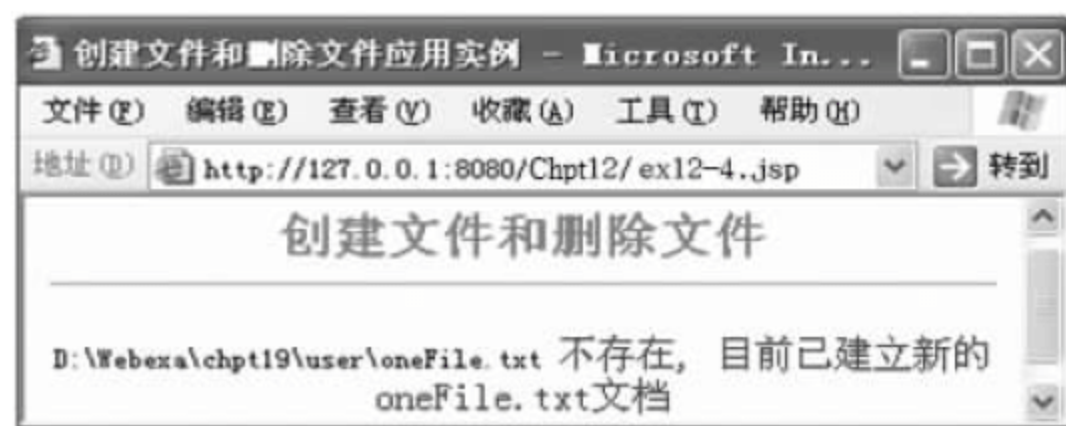 创建文件和删除文件应用实例 - Microsoft In...
文件(F) 编辑(E) 查看(V) 收藏(A) 工具(T) 帮助(H)
地址(D) http://127.0.0.1:8080/Chpt12/ex12-4.jsp 转到
创建文件和删除文件
D:\Webexa\chpt19\user\oneFile.txt 不存在, 目前已建立新的
oneFile.txt文档